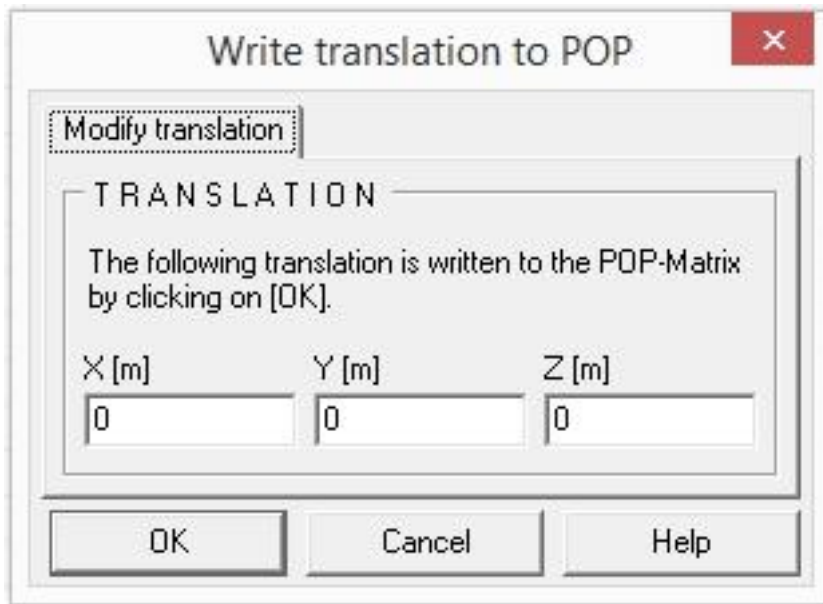 Write translation to POP
Modify translation
TRANSLATION
The following translation is written to the POP-Matrix
by clicking on [OK].
X [m] Y [m] Z [m]
0 0 0
OK Cancel Help